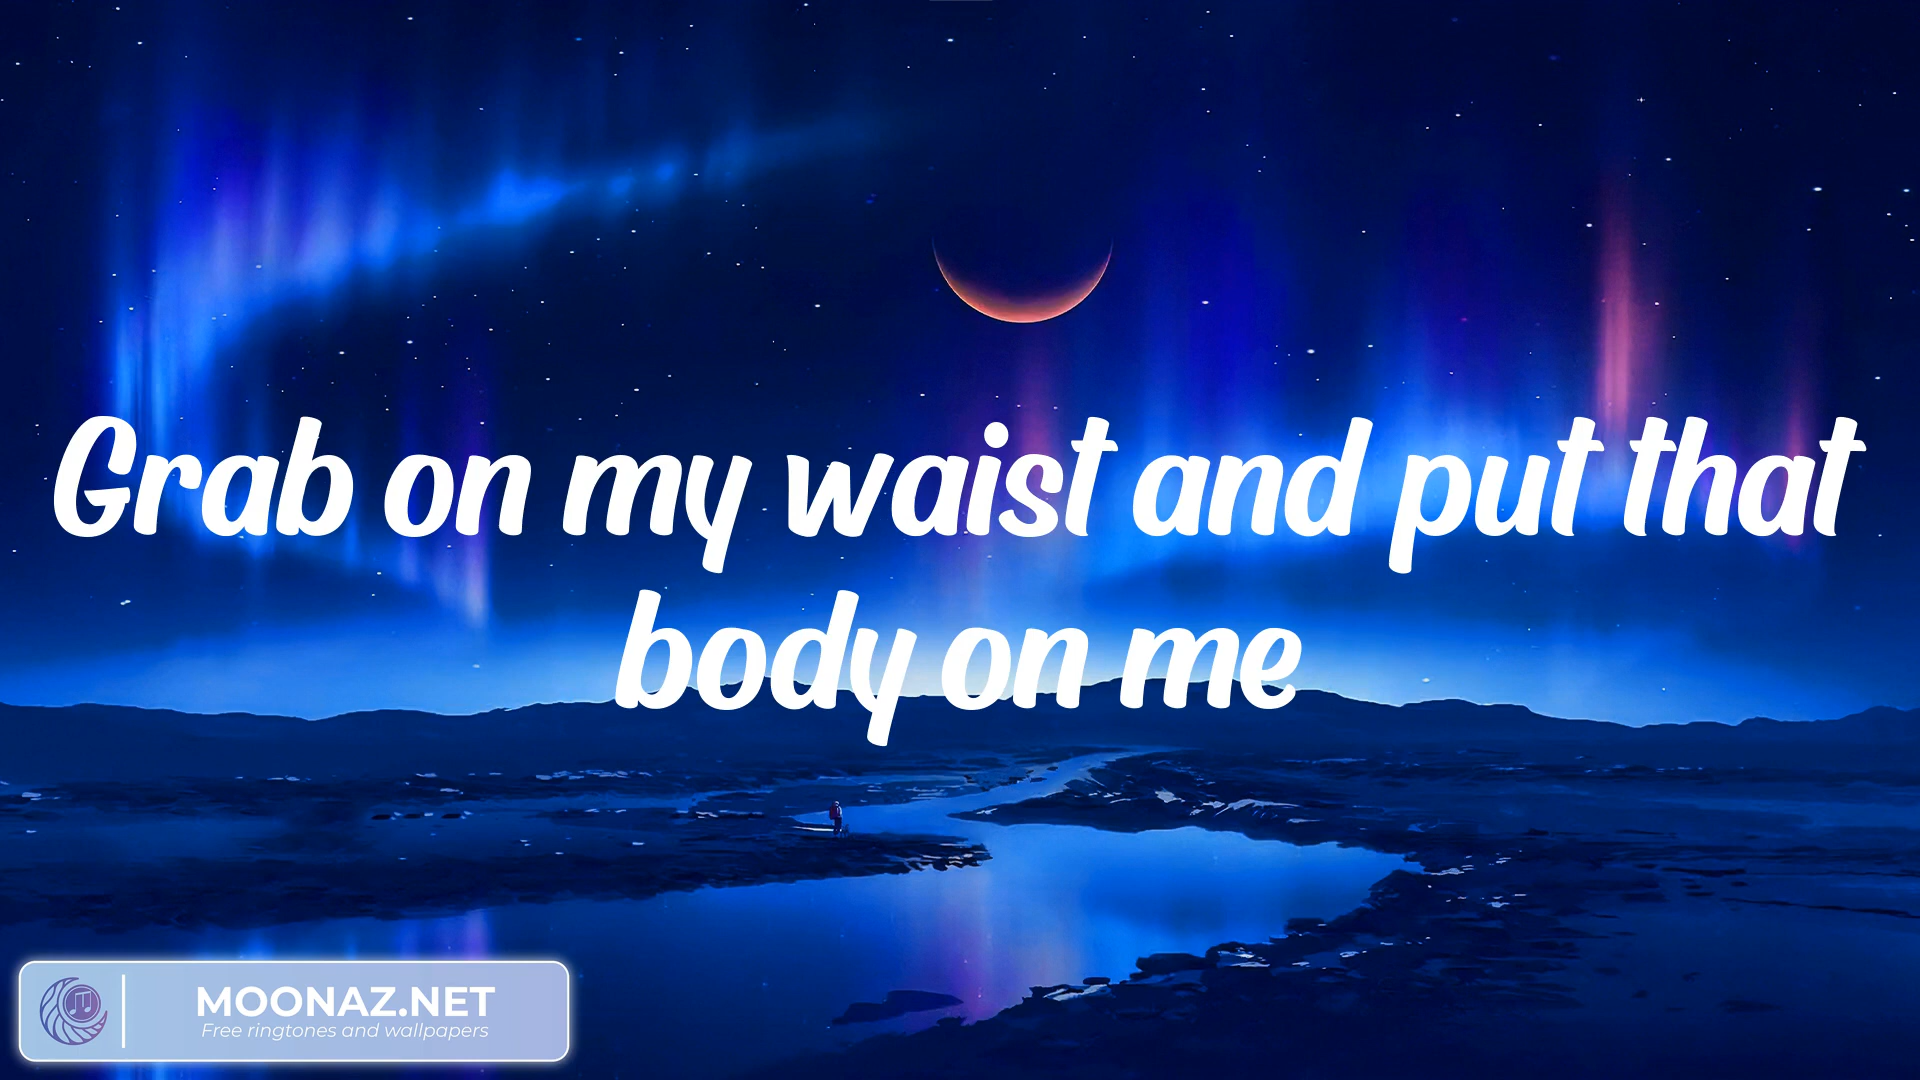 Grab on my waist and put that
body on me
MOONAZ.NET
Free ringtones and wallpapers